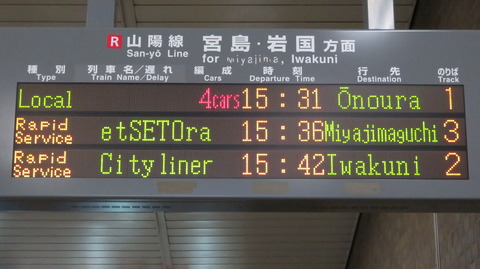 R 山陽線 宮島・岩国 方面
San-yō Line for Miyajima, Iwakuni
種別 列車名/遅れ 編成 時刻 行先 のりば
Type Train Name/Delay Cars Departure Time Destination Track
Local 4cars 15:31 Ōnoura 1
Rapid Service etSETOra 15:36 Miyajimaguchi 3
Rapid Service City liner 15:42 Iwakuni 2